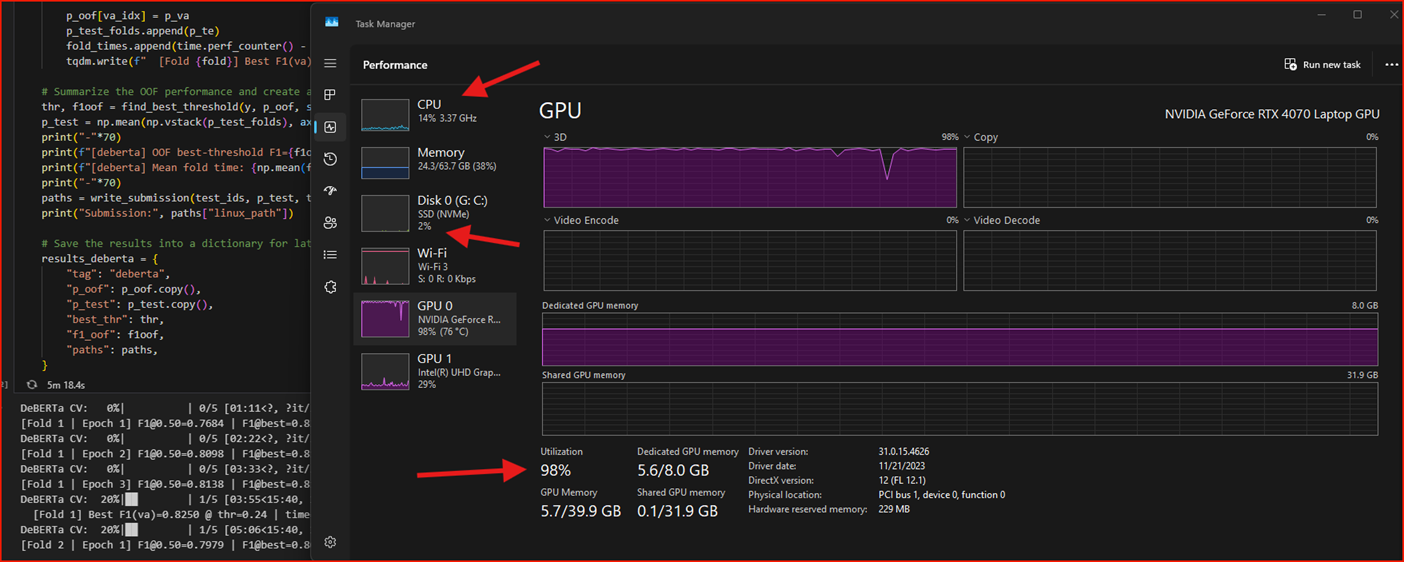 p_oof[va_idx] = p_va
p_test_folds.append(p_te)
fold_times.append(time.perf_counter() -
tqdm.write(f"  [Fold {fold}] Best F1(va)
# Summarize the OOF performance and create a
thr, f1oof = find_best_threshold(y, p_oof, s
p_test = np.mean(np.vstack(p_test_folds), ax
print("-"*70)
print(f"[deberta] OOF best-threshold F1={f1o
print(f"[deberta] Mean fold time: {np.mean(f
print("-"*70)
paths = write_submission(test_ids, p_test, t
print("Submission:", paths["linux_path"])
# Save the results into a dictionary for lat
results_deberta = {
"tag": "deberta",
"p_oof": p_oof.copy(),
"p_test": p_test.copy(),
"best_thr": thr,
"f1_oof": f1oof,
"paths": paths,
}
5m 18.4s
DeBERTa CV:   0%|          | 0/5 [01:11<?, ?it/
[Fold 1 | Epoch 1] F1@0.50=0.7684 | F1@best=0.8
DeBERTa CV:   0%|          | 0/5 [02:22<?, ?it/
[Fold 1 | Epoch 2] F1@0.50=0.8098 | F1@best=0.8
DeBERTa CV:   0%|          | 0/5 [03:33<?, ?it/
[Fold 1 | Epoch 3] F1@0.50=0.8138 | F1@best=0.8
DeBERTa CV:  20%|██        | 1/5 [03:55<15:40,
[Fold 1] Best F1(va)=0.8250 @ thr=0.24 | time
DeBERTa CV:  20%|██        | 1/5 [05:06<15:40,
[Fold 2 | Epoch 1] F1@0.50=0.7979 | F1@best=0.8
Task Manager
Performance
Run new task
CPU
14% 3.37 GHz
Memory
24.3/63.7 GB (38%)
Disk 0 (G: C:)
SSD (NVMe)
2%
Wi-Fi
Wi-Fi 3
S: 0 R: 0 Kbps
GPU 0
NVIDIA GeForce R...
98% (76 °C)
GPU 1
Intel(R) UHD Grap...
29%
GPU
NVIDIA GeForce RTX 4070 Laptop GPU
3D 98%
Copy 0%
Video Encode 0%
Video Decode 0%
Dedicated GPU memory 8.0 GB
Shared GPU memory 31.9 GB
Utilization
98%
Dedicated GPU memory
5.6/8.0 GB
GPU Memory
5.7/39.9 GB
Shared GPU memory
0.1/31.9 GB
Driver version: 31.0.15.4626
Driver date: 11/21/2023
DirectX version: 12 (FL 12.1)
Physical location: PCI bus 1, device 0, function 0
Hardware reserved memory: 229 MB